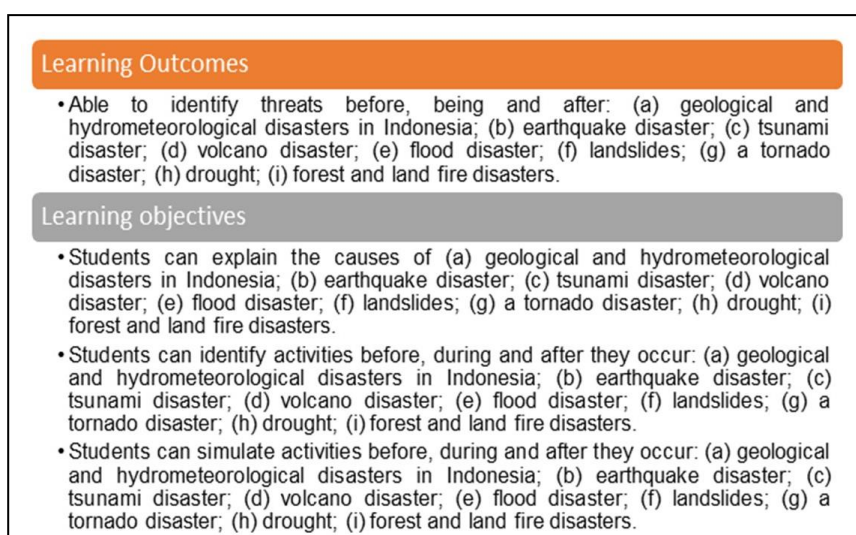 Learning Outcomes
•Able to identify threats before, being and after: (a) geological and
hydrometeorological disasters in Indonesia; (b) earthquake disaster; (c) tsunami
disaster; (d) volcano disaster; (e) flood disaster; (f) landslides; (g) a tornado
disaster; (h) drought; (i) forest and land fire disasters.
Learning objectives
•Students can explain the causes of (a) geological and hydrometeorological
disasters in Indonesia; (b) earthquake disaster; (c) tsunami disaster; (d) volcano
disaster; (e) flood disaster; (f) landslides; (g) a tornado disaster; (h) drought; (i)
forest and land fire disasters.
•Students can identify activities before, during and after they occur: (a) geological
and hydrometeorological disasters in Indonesia; (b) earthquake disaster; (c)
tsunami disaster; (d) volcano disaster; (e) flood disaster; (f) landslides; (g) a
tornado disaster; (h) drought; (i) forest and land fire disasters.
•Students can simulate activities before, during and after they occur: (a) geological
and hydrometeorological disasters in Indonesia; (b) earthquake disaster; (c)
tsunami disaster; (d) volcano disaster; (e) flood disaster; (f) landslides; (g) a
tornado disaster; (h) drought; (i) forest and land fire disasters.